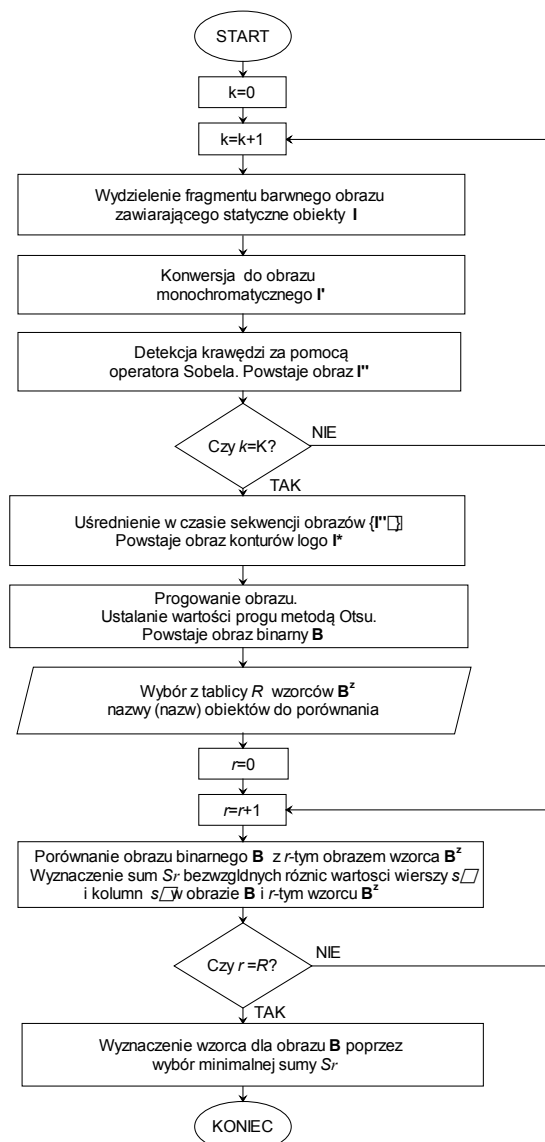 START
k=0
k=k+1
Wydzielenie fragmentu barwnego obrazu
zawiarającego statyczne obiekty I
Konwersja do obrazu
monochromatycznego I'
Detekcja krawędzi za pomocą
operatora Sobela. Powstaje obraz I"
Czy k=K?
NIE
TAK
Uśrednienie w czasie sekwencji obrazów {I"□}
Powstaje obraz konturów logo I*
Progowanie obrazu.
Ustalanie wartości progu metodą Otsu.
Powstaje obraz binarny B
Wybór z tablicy R wzorców Bᶻ
nazwy (nazw) obiektów do porównania
r=0
r=r+1
Porównanie obrazu binarnego B z r-tym obrazem wzorca Bᶻ
Wyznaczenie sum Sr bezwzgldnych różnic wartości wierszy s□
i kolumn s□w obrazie B i r-tym wzorcu Bᶻ
Czy r =R?
NIE
TAK
Wyznaczenie wzorca dla obrazu B poprzez
wybór minimalnej sumy Sr
KONIEC